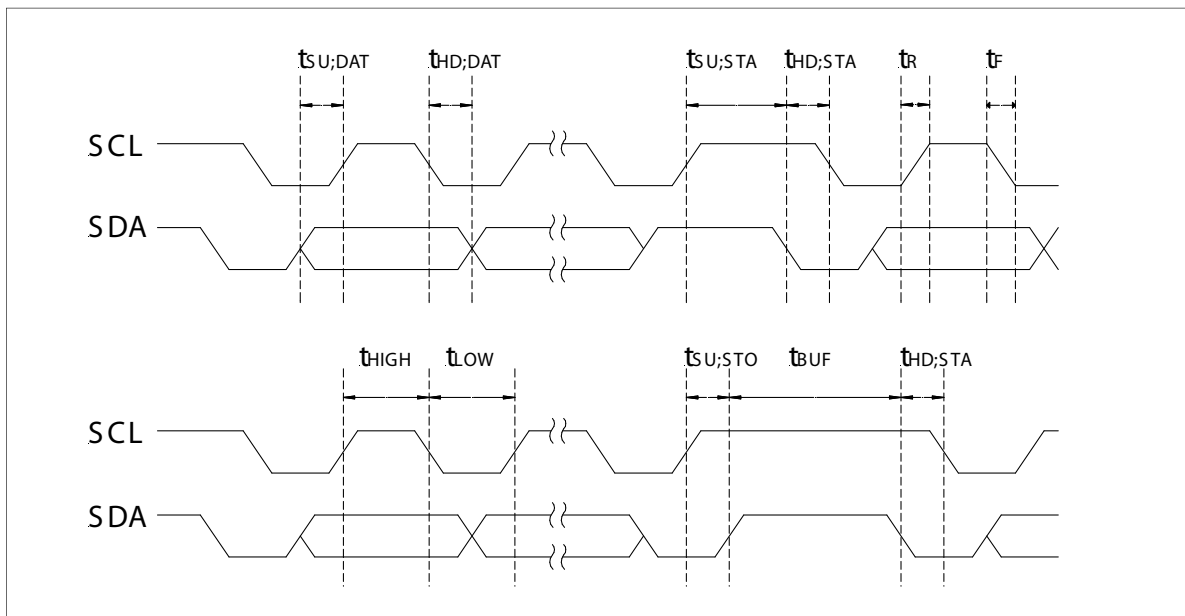 tSU;DAT tHD;DAT tSU;STA tHD;STA tR tF
SCL
SDA
tHIGH tLOW tSU;STO tBUF tHD;STA
SCL
SDA